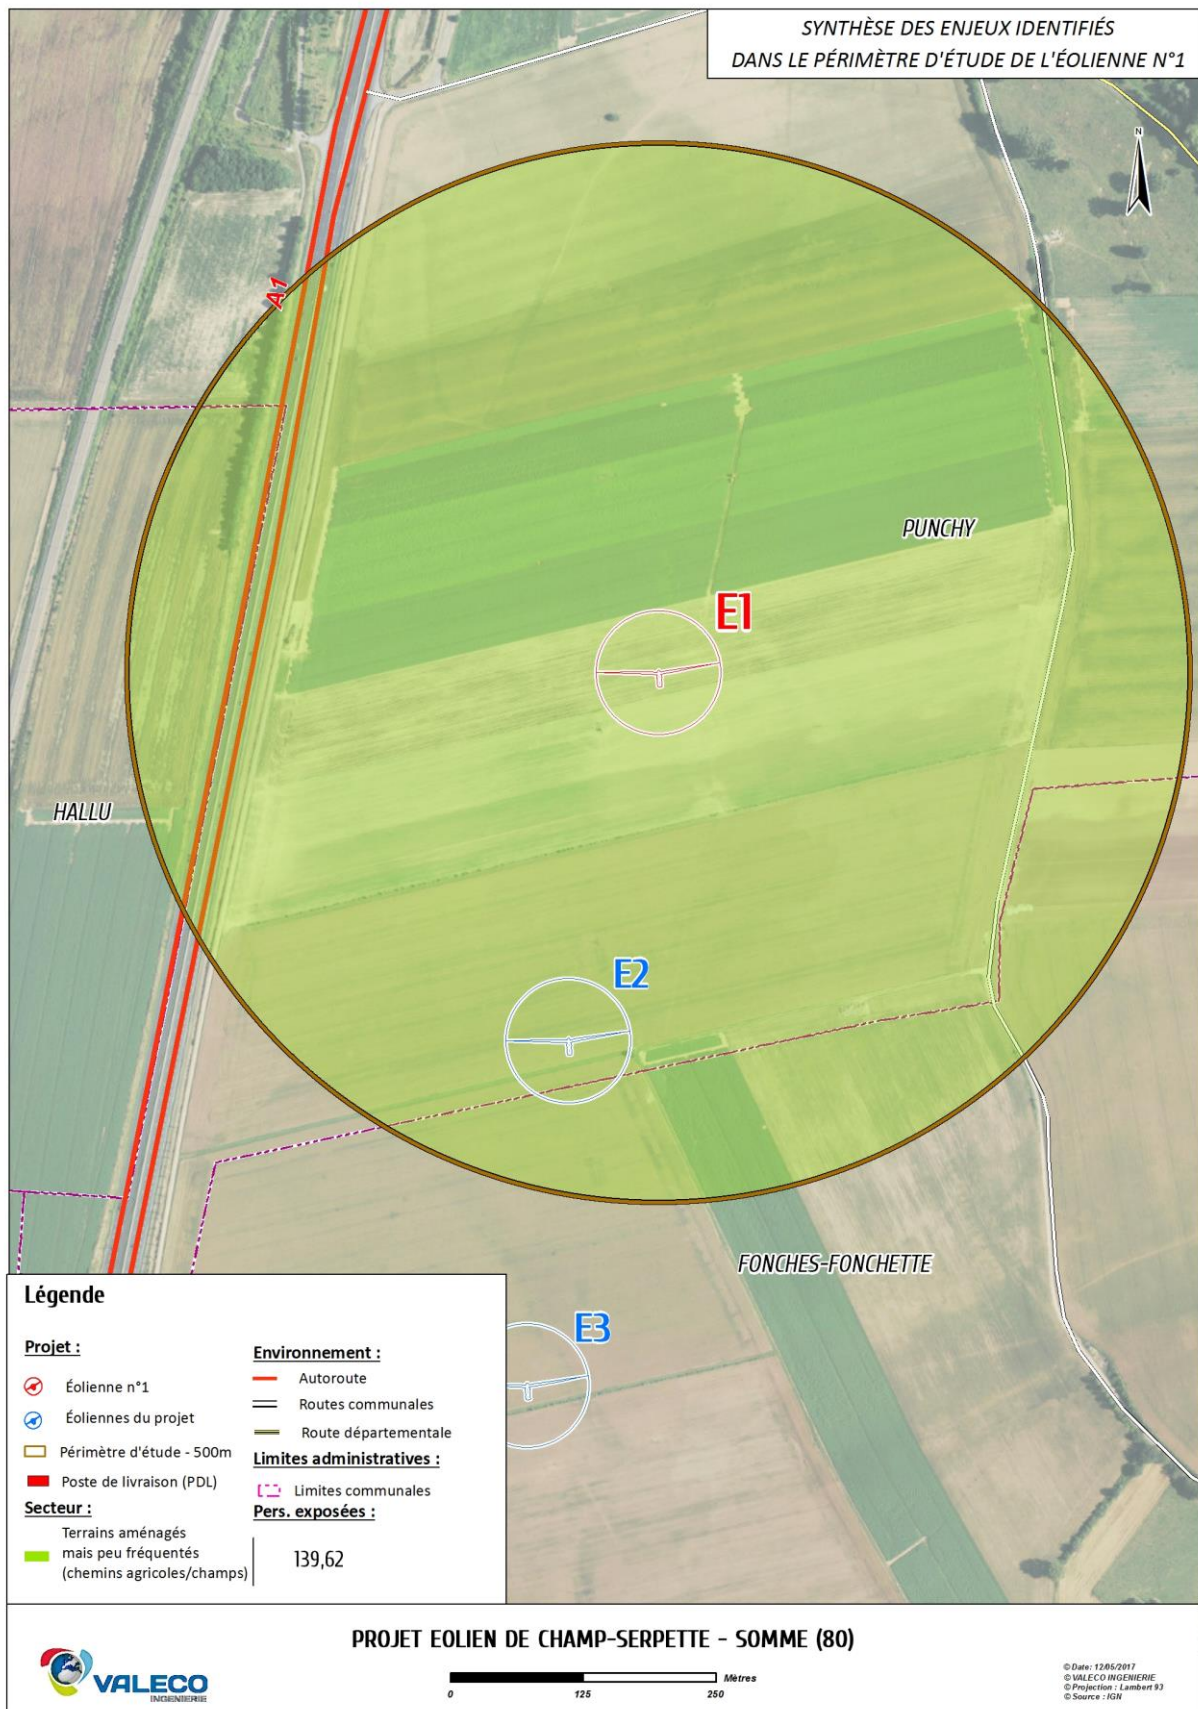 SYNTHÈSE DES ENJEUX IDENTIFIÉS
DANS LE PÉRIMÈTRE D'ÉTUDE DE L'ÉOLIENNE N°1
N
A1
PUNCHY
E1
HALLU
E2
FONCHES-FONCHETTE
E3
Légende
Projet :
Éolienne n°1
Éoliennes du projet
Périmètre d'étude - 500m
Poste de livraison (PDL)
Secteur :
Terrains aménagés
mais peu fréquentés
(chemins agricoles/champs)
Environnement :
Autoroute
Routes communales
Route départementale
Limites administratives :
Limites communales
Pers. exposées :
139,62
PROJET EOLIEN DE CHAMP-SERPETTE - SOMME (80)
VALECO
INGENIERIE
Mètres
0 125 250
© Date: 12/05/2017
© VALECO INGENIERIE
© Projection : Lambert 93
© Source : IGN